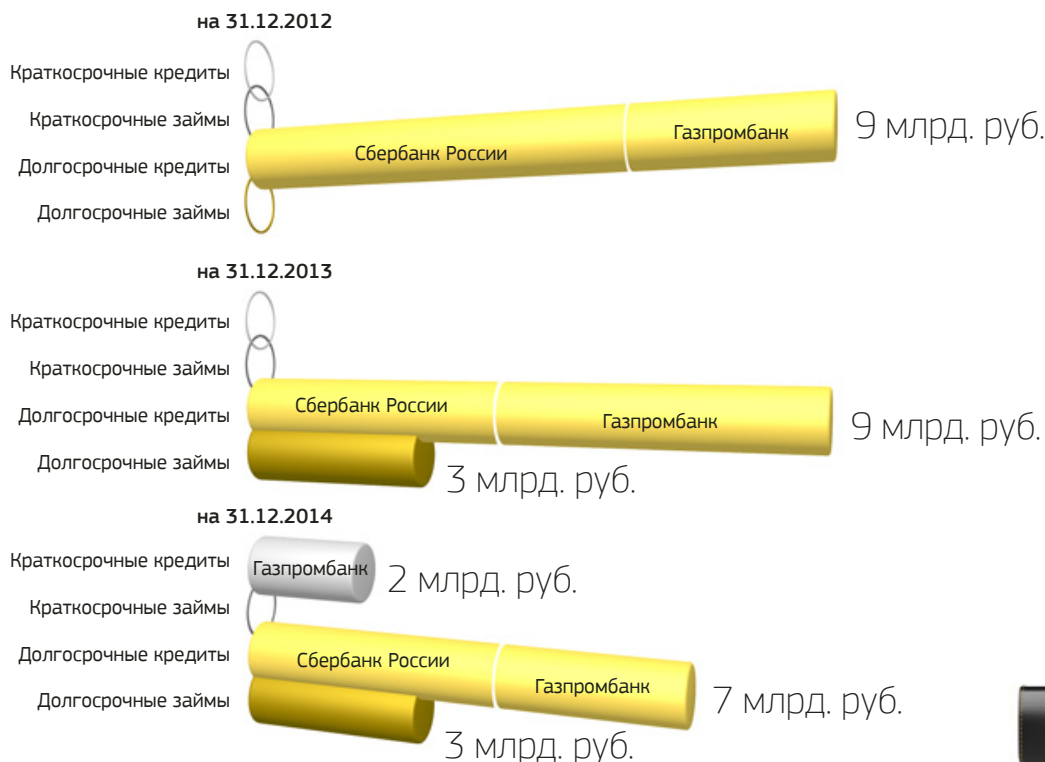 на 31.12.2012
Краткосрочные кредиты
Краткосрочные займы
Долгосрочные кредиты
Долгосрочные займы
Сбербанк России
Газпромбанк
9 млрд. руб.
на 31.12.2013
Краткосрочные кредиты
Краткосрочные займы
Долгосрочные кредиты
Долгосрочные займы
Сбербанк России
Газпромбанк
9 млрд. руб.
3 млрд. руб.
на 31.12.2014
Краткосрочные кредиты
Краткосрочные займы
Долгосрочные кредиты
Долгосрочные займы
Газпромбанк
2 млрд. руб.
Сбербанк России
Газпромбанк
7 млрд. руб.
3 млрд. руб.